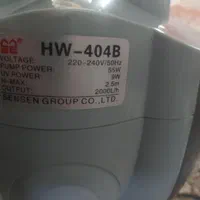 HW-404B
VOLTAGE: 220-240V/50Hz
PUMP POWER: 55W
UV POWER: 9W
H-MAX: 2.5m
OUTPUT: 2000L/h
SENSEN GROUP CO.,LTD.